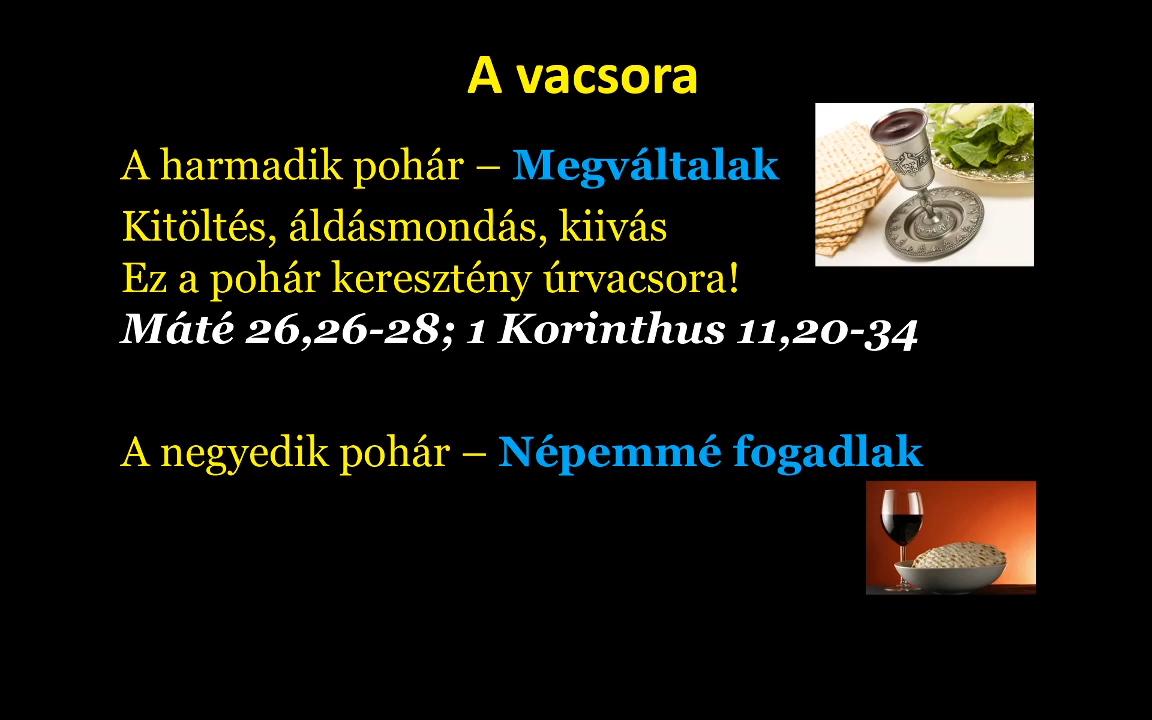 A vacsora
A harmadik pohár – Megváltalak
Kitöltés, áldásmondás, kiivás
Ez a pohár keresztény úrvacsora!
Máté 26,26-28; 1 Korinthus 11,20-34
A negyedik pohár – Népemmé fogadlak